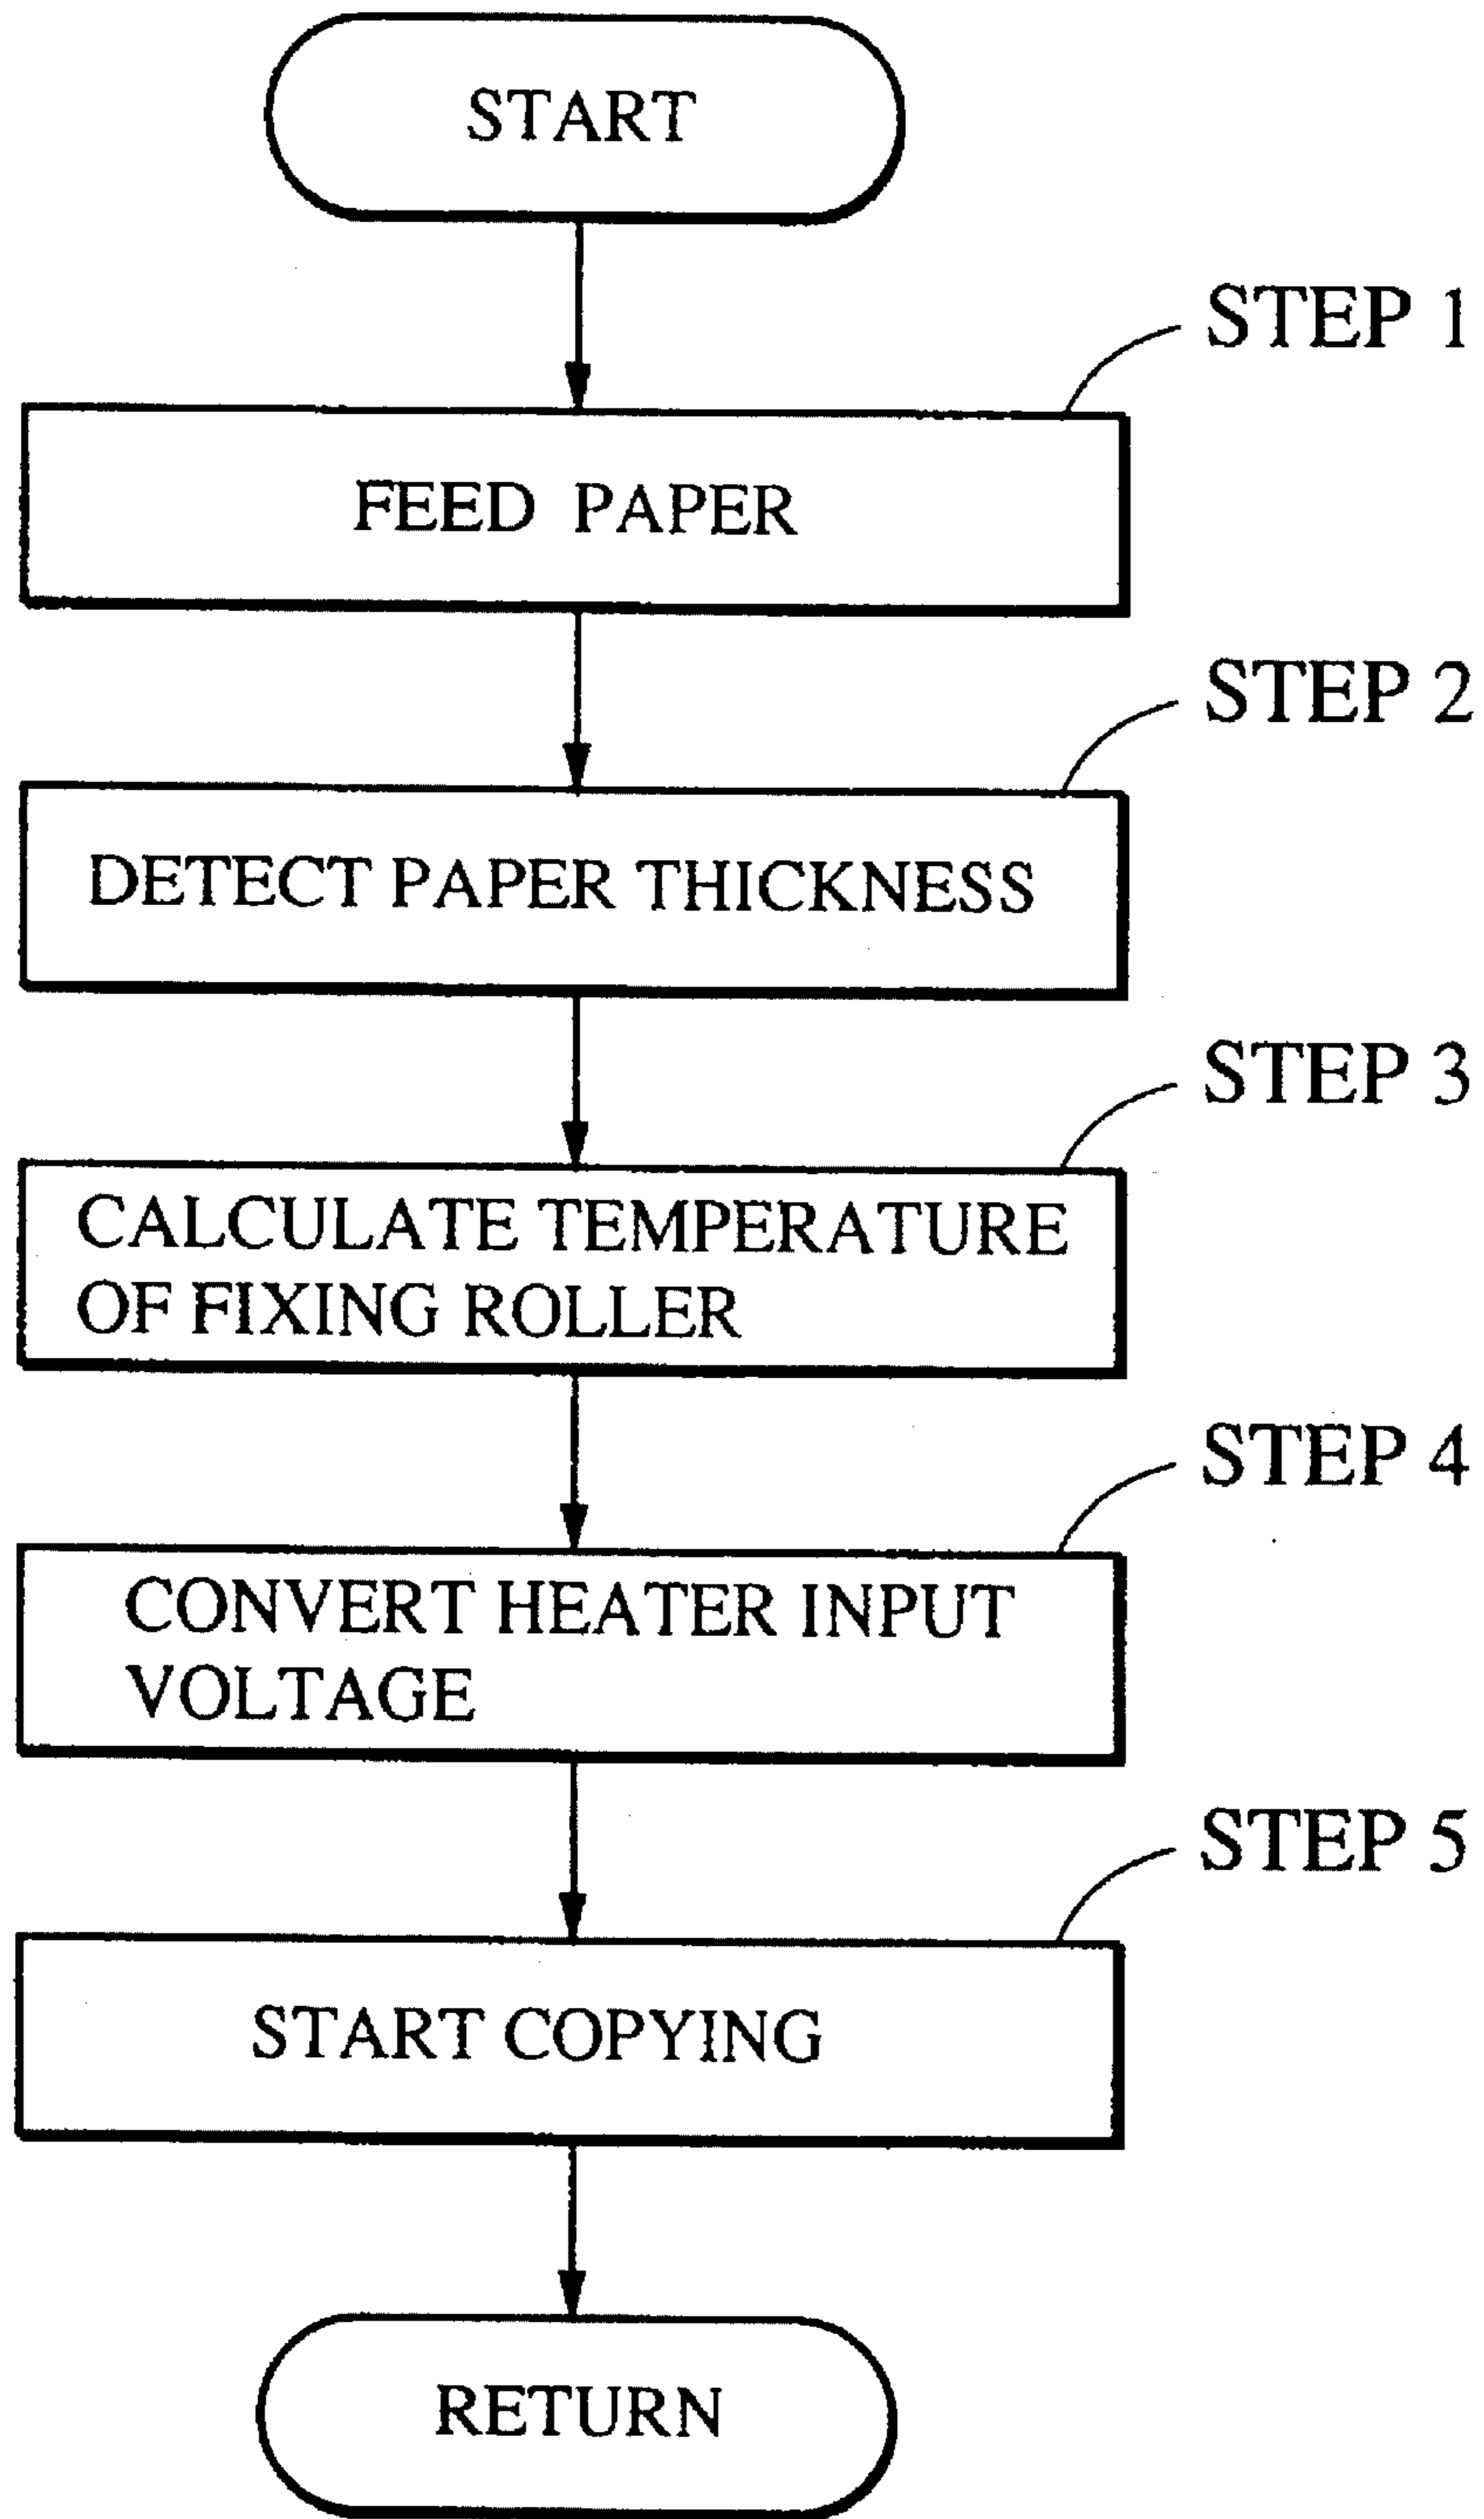 START
STEP 1
FEED PAPER
STEP 2
DETECT PAPER THICKNESS
STEP 3
CALCULATE TEMPERATURE
OF FIXING ROLLER
STEP 4
CONVERT HEATER INPUT
VOLTAGE
STEP 5
START COPYING
RETURN